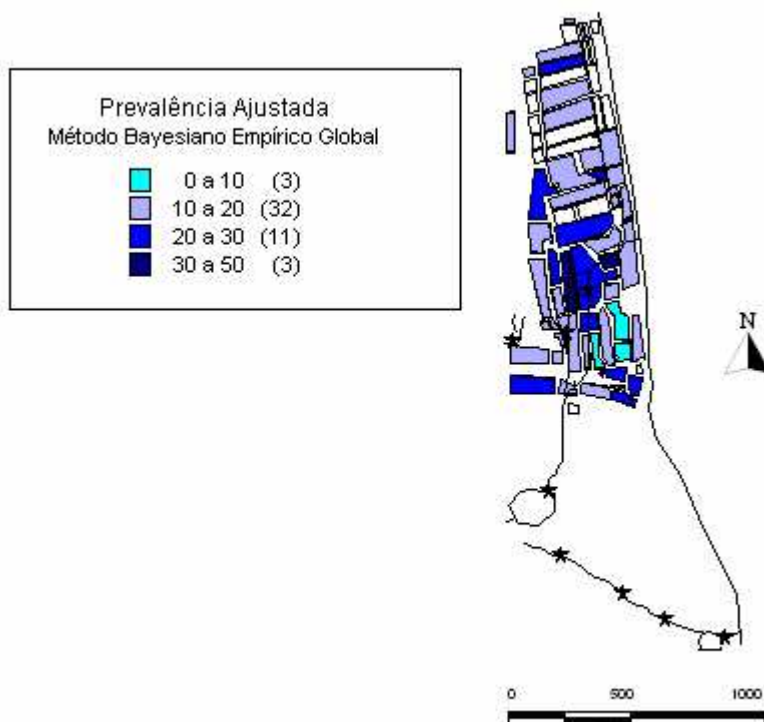 Prevalência Ajustada
Método Bayesiano Empírico Global
0 a 10 (3)
10 a 20 (32)
20 a 30 (11)
30 a 50 (3)
N
0 500 1000